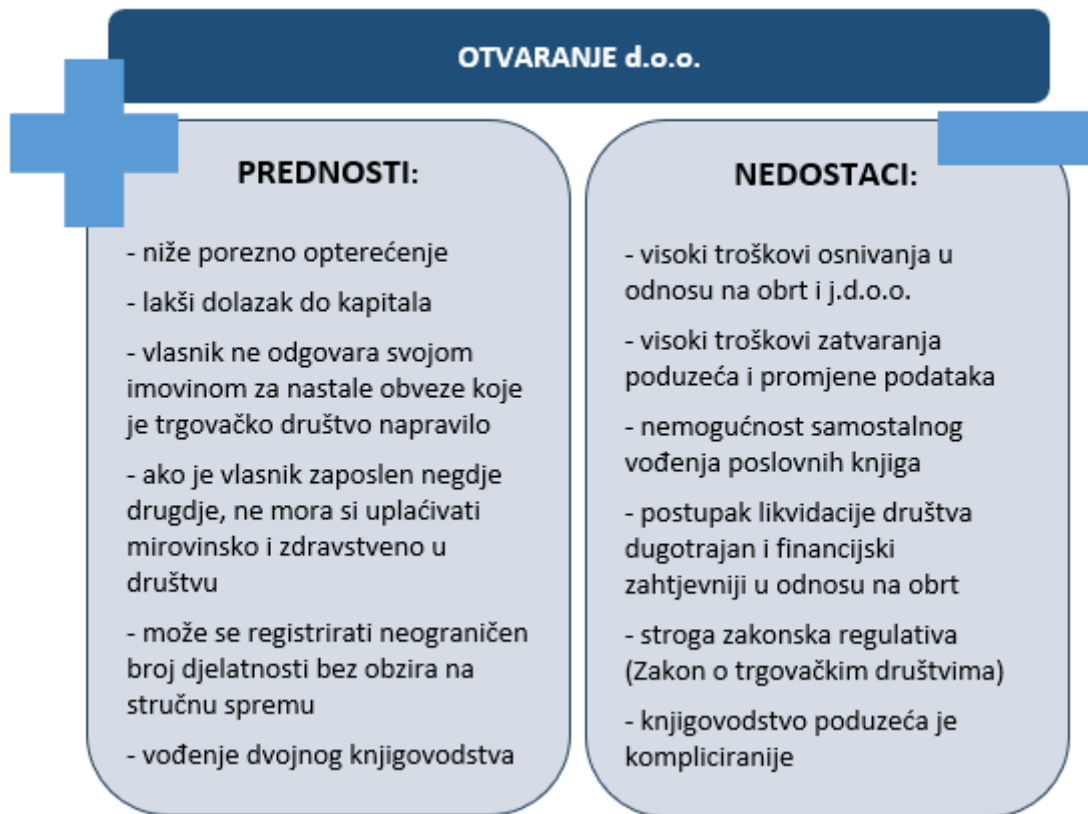 OTVARANJE d.o.o.
PREDNOSTI:
- niže porezno opterećenje
- lakši dolazak do kapitala
- vlasnik ne odgovara svojom
imovinom za nastale obveze koje
je trgovačko društvo napravilo
- ako je vlasnik zaposlen negdje
drugdje, ne mora si uplaćivati
mirovinsko i zdravstveno u
društvu
- može se registrirati neograničen
broj djelatnosti bez obzira na
stručnu spremu
- vođenje dvojnog knjigovodstva
NEDOSTACI:
- visoki troškovi osnivanja u
odnosu na obrt i j.d.o.o.
- visoki troškovi zatvaranja
poduzeća i promjene podataka
- nemogućnost samostalnog
vođenja poslovnih knjiga
- postupak likvidacije društva
dugotrajan i financijski
zahtjevniji u odnosu na obrt
- stroga zakonska regulativa
(Zakon o trgovačkim društvima)
- knjigovodstvo poduzeća je
kompliciranije